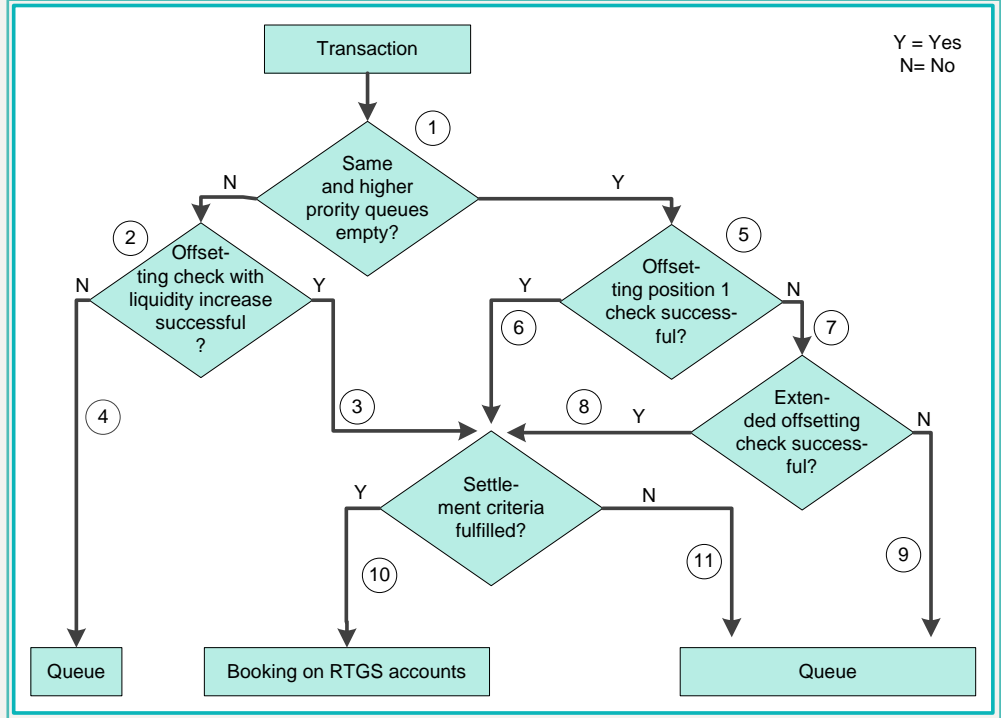 Transaction
Y = Yes
N= No
1
Same
and higher
prority queues
empty?
N
Y
2
Offset-
ting check with
liquidity increase
successful
?
N
Y
5
Offset-
ting position 1
check success-
ful?
Y
N
6
7
Exten-
ded offsetting
check success-
ful?
Y
N
4
3
8
Settle-
ment criteria
fulfilled?
Y
N
10
11
9
Queue
Booking on RTGS accounts
Queue